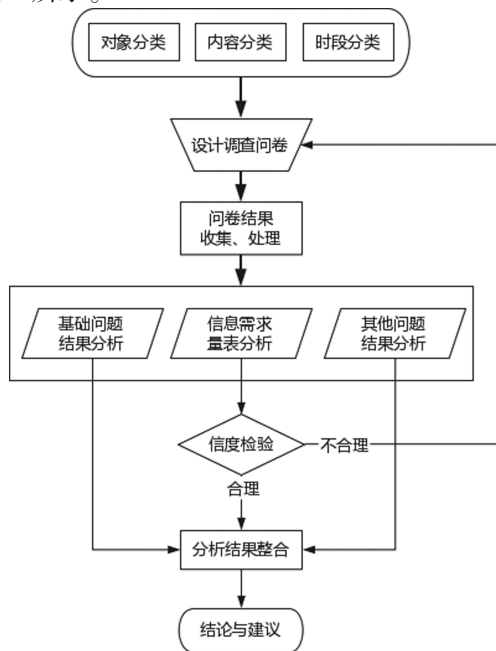 对象分类
内容分类
时段分类
设计调查问卷
问卷结果
收集、处理
基础问题
结果分析
信息需求
量表分析
其他问题
结果分析
信度检验
不合理
合理
分析结果整合
结论与建议